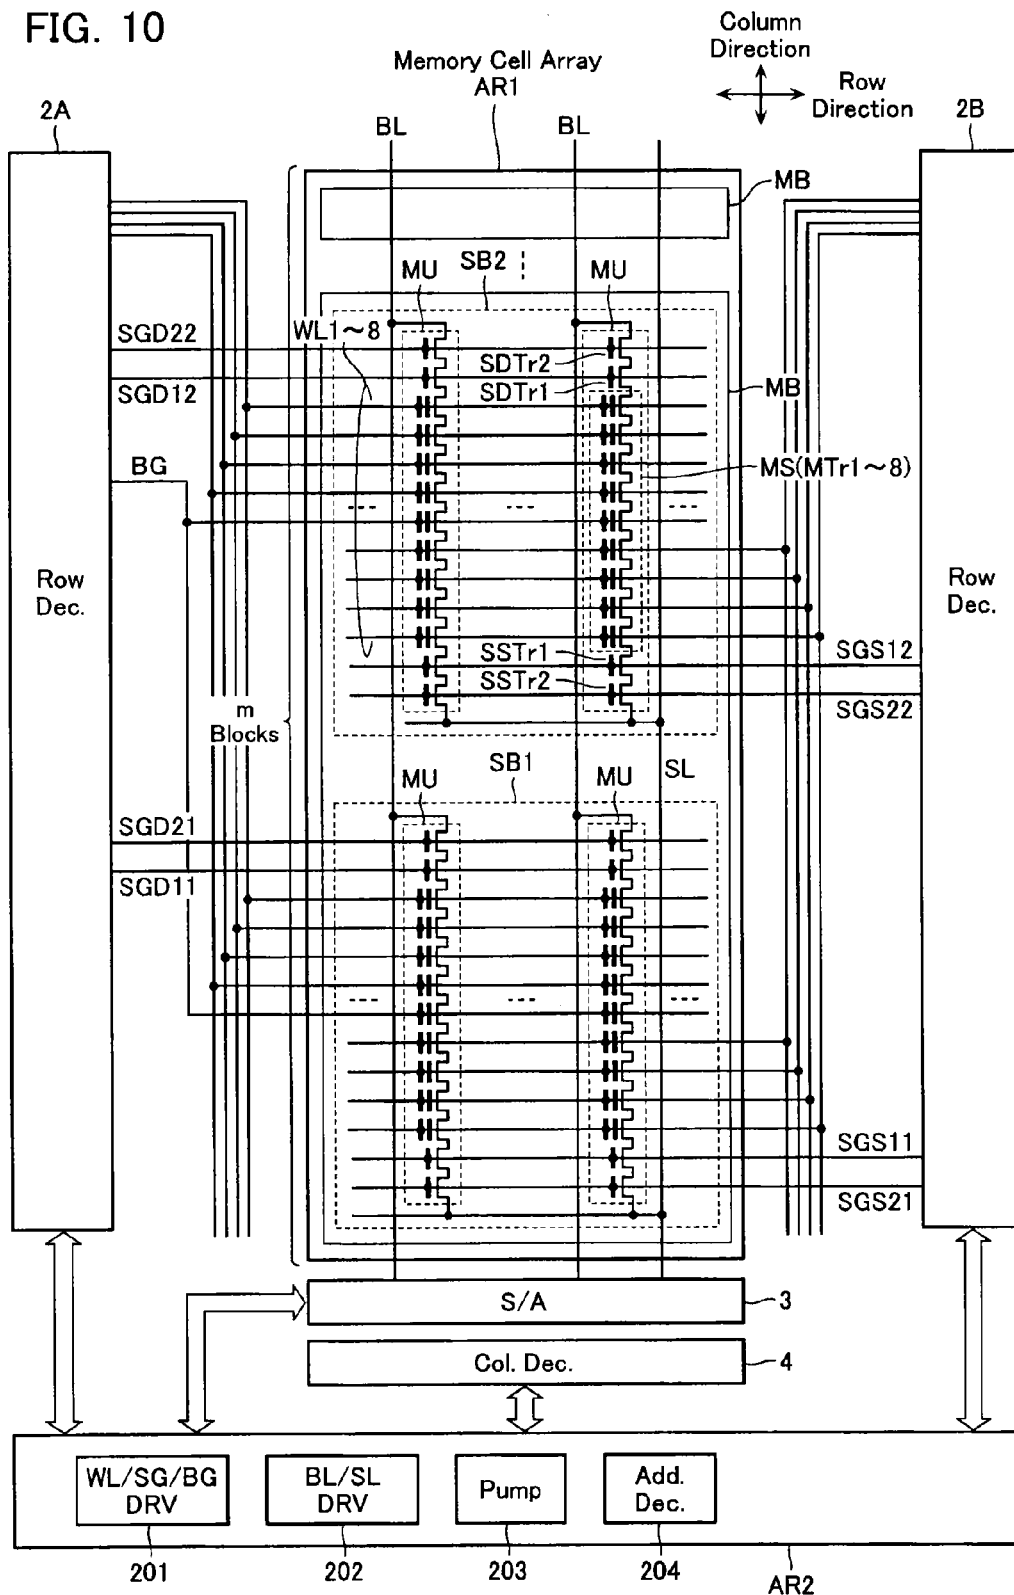 FIG. 10
Column
Direction
Row
Direction
Memory Cell Array
AR1
2A
2B
BL
BL
MB
SB2
MU
MU
WL1～8
SGD22
SDTr2
SGD12
SDTr1
MB
BG
MS(MTr1～8)
Row
Dec.
Row
Dec.
SSTr1
SGS12
SSTr2
SGS22
m
Blocks
SB1
SL
MU
MU
SGD21
SGD11
SGS11
SGS21
S/A
3
Col. Dec.
4
WL/SG/BG
DRV
BL/SL
DRV
Pump
Add.
Dec.
201
202
203
204
AR2